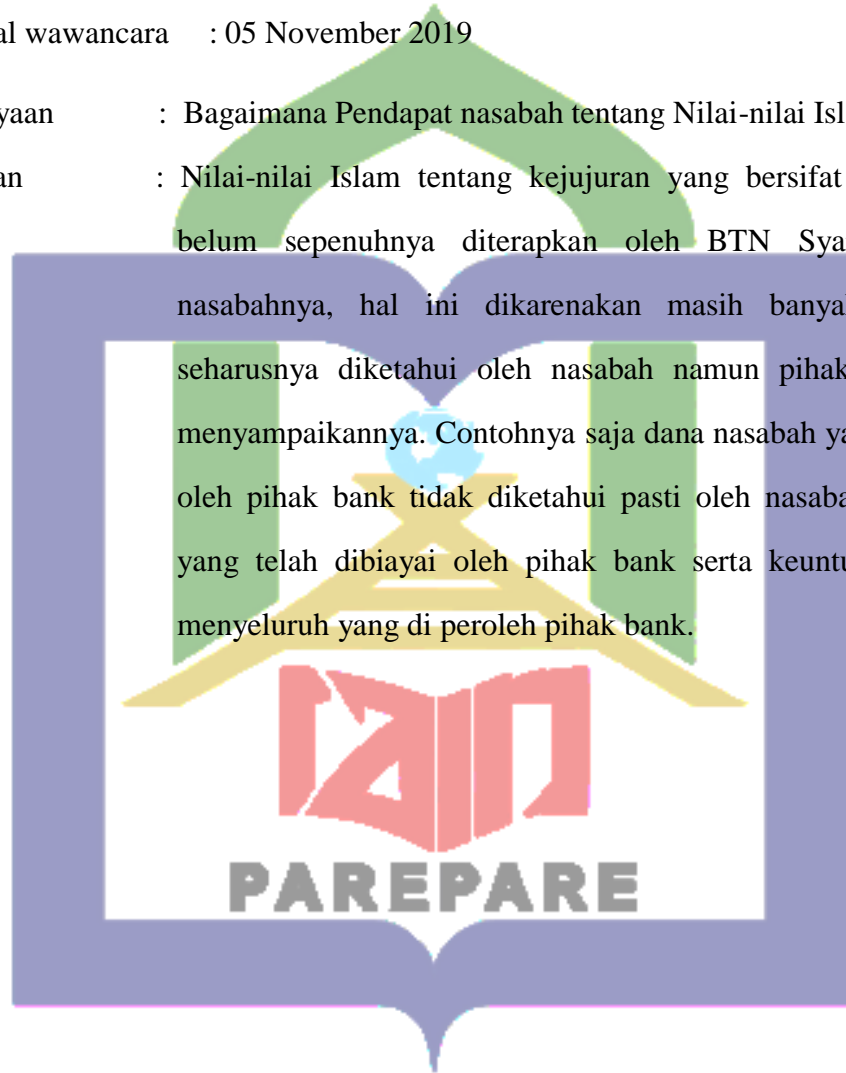 al wawancara : 05 November 2019
yaan : Bagaimana Pendapat nasabah tentang Nilai-nilai Isl
an : Nilai-nilai Islam tentang kejujuran yang bersifat
belum sepenuhnya diterapkan oleh BTN Sya
nasabahnya, hal ini dikarenakan masih banya
seharusnya diketahui oleh nasabah namun pihak
menyampaikannya. Contohnya saja dana nasabah ya
oleh pihak bank tidak diketahui pasti oleh nasaba
yang telah dibiayai oleh pihak bank serta keuntu
menyeluruh yang di peroleh pihak bank.
iain
PAREPARE